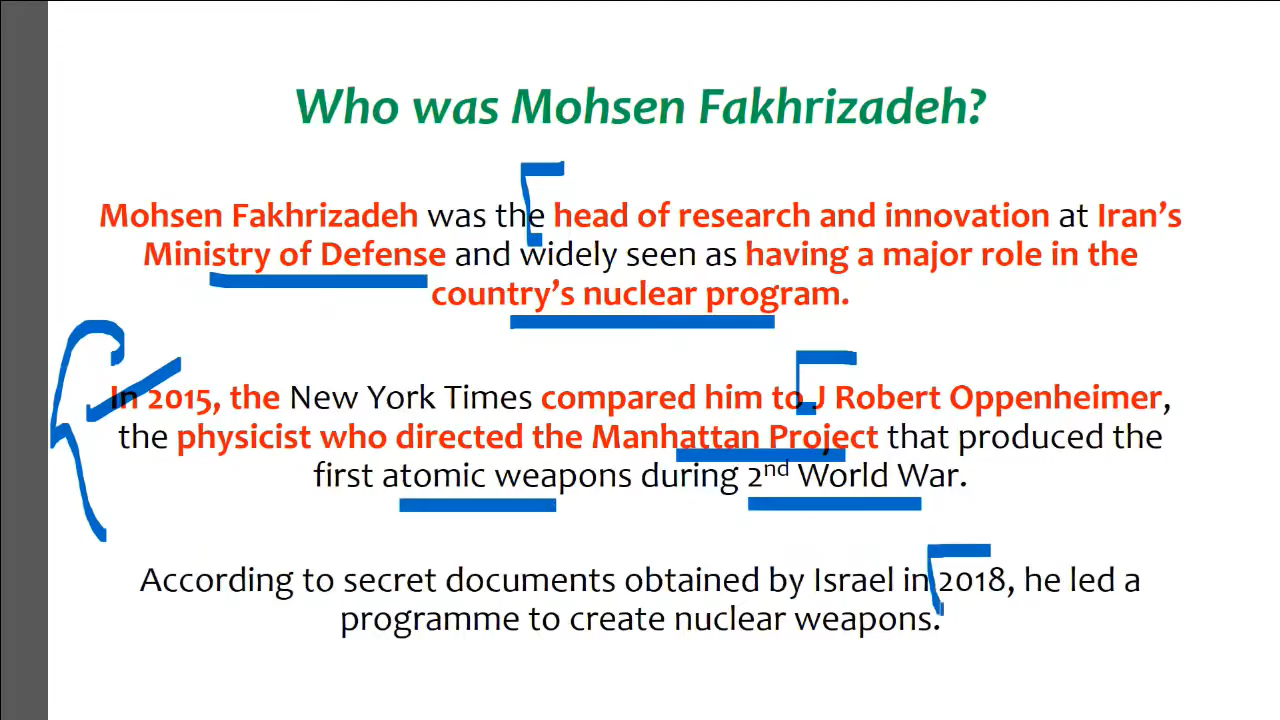 Who was Mohsen Fakhrizadeh?
Mohsen Fakhrizadeh was the head of research and innovation at Iran's
Ministry of Defense and widely seen as having a major role in the
country's nuclear program.
In 2015, the New York Times compared him to J Robert Oppenheimer,
the physicist who directed the Manhattan Project that produced the
first atomic weapons during 2nd World War.
According to secret documents obtained by Israel in 2018, he led a
programme to create nuclear weapons.